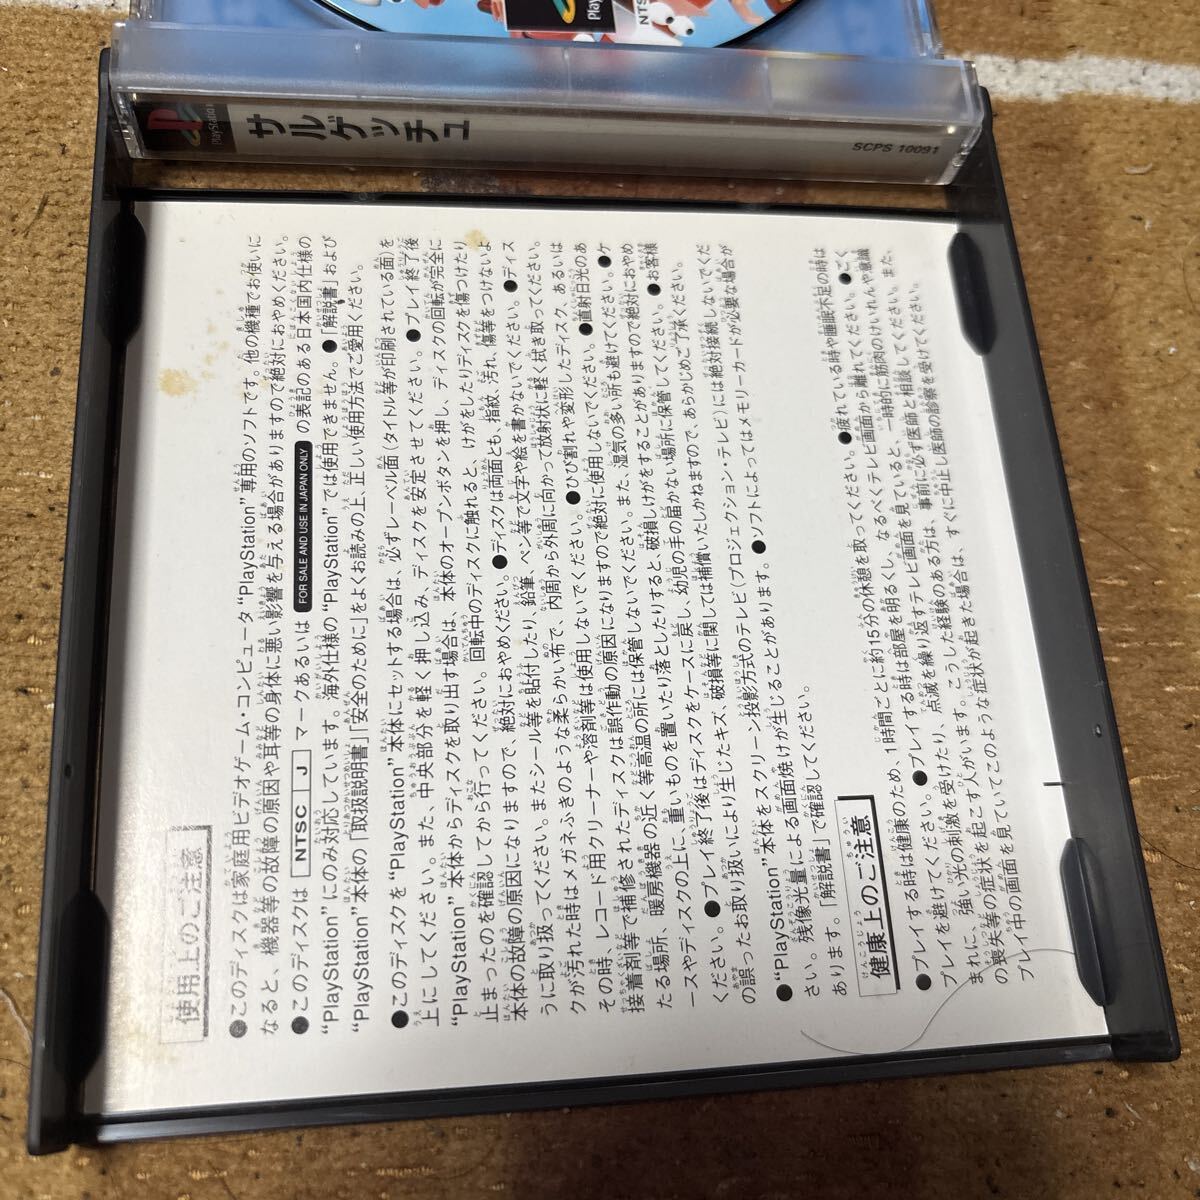 PlayStation
サルゲッチュ
SCPS 10091
使用上のご注意
●このディスクは家庭用ビデオゲーム・コンピュータ“PlayStation”専用のソフトです。他の機種でお使いに
なると、機器等の故障の原因や耳等の身体に悪い影響を与える場合がありますので絶対におやめください。
●このディスクは NTSC J マークあるいは FOR SALE AND USE IN JAPAN ONLY の表記のある日本国内仕様の
“PlayStation”にのみ対応しています。海外仕様の“PlayStation”では使用できません。●「解説書」および
“PlayStation”本体の「取扱説明書」「安全のために」をよくお読みの上、正しい使用方法でご愛用ください。
●このディスクを“PlayStation”本体にセットする場合は、必ずレーベル面(タイトル等が印刷されている面)を
上にしてください。また、中央部分を軽く押し込み、ディスクを安定させてください。●プレイ終了後
“PlayStation”本体からディスクを取り出す場合は、本体のオープンボタンを押し、ディスクの回転が完全に
止まったのを確認してから行ってください。回転中のディスクに触れると、けがをしたりディスクを傷つけたり
本体の故障の原因になりますので、絶対におやめください。●ディスクは両面とも、指紋、汚れ、傷等をつけないよ
うに取り扱ってください。またシール等を貼付したり、鉛筆、ペン等で文字や絵を書かないでください。●ディス
クが汚れた時はメガネふきのような柔らかい布で、内周から外周に向かって放射状に軽く拭き取ってください。
その時、レコード用クリーナーや溶剤等は使用しないでください。●ひび割れや変形したディスク、あるいは
接着剤等で補修されたディスクは誤作動の原因になりますので絶対に使用しないでください。●直射日光のあ
たる場所、暖房機器の近く等高温の所には保管しないでください。また、湿気の多い所も避けてください。●ケ
ースやディスクの上に、重いものを置いたり落としたりすると、破損しけがをすることがありますので絶対におやめ
ください。●プレイ終了後はディスクをケースに戻し、幼児の手の届かない場所に保管してください。●お客様
の誤ったお取り扱いにより生じたキズ、破損等に関しては補償いたしかねますので、あらかじめご了承ください。
●“PlayStation”本体をスクリーン投影方式のテレビ(プロジェクション・テレビ)には絶対接続しないでくだ
さい。残像光量による画面焼けが生じることがあります。●ソフトによってはメモリーカードが必要な場合が
あります。「解説書」で確認してください。
健康上のご注意
●プレイする時は健康のため、1時間ごとに約15分の休憩を取ってください。●疲れている時や睡眠不足の時は
プレイを避けてください。●プレイする時は部屋を明るくし、なるべくテレビ画面から離れてください。●ごく
まれに、強い光の刺激を受けたり、点滅を繰り返すテレビ画面を見ていると、一時的に筋肉のけいれんや意識
の喪失等の症状を起こす人がいます。こうした経験のある方は、事前に必ず医師と相談してください。また、
プレイ中の画面を見ていてこのような症状が起きた場合は、すぐに中止し医師の診察を受けてください。